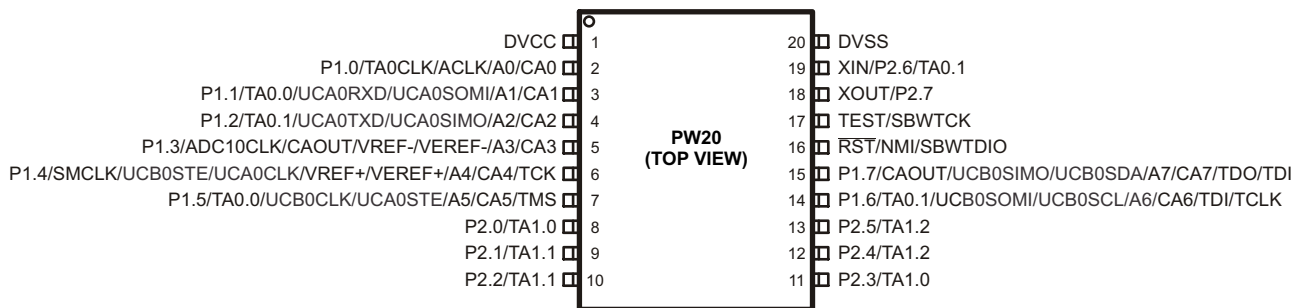 DVCC 1 20 DVSS
P1.0/TA0CLK/ACLK/A0/CA0 2 19 XIN/P2.6/TA0.1
P1.1/TA0.0/UCA0RXD/UCA0SOMI/A1/CA1 3 18 XOUT/P2.7
P1.2/TA0.1/UCA0TXD/UCA0SIMO/A2/CA2 4 17 TEST/SBWTCK
PW20
(TOP VIEW)
P1.3/ADC10CLK/CAOUT/VREF-/VEREF-/A3/CA3 5 16 RST/NMI/SBWTDIO
P1.4/SMCLK/UCB0STE/UCA0CLK/VREF+/VEREF+/A4/CA4/TCK 6 15 P1.7/CAOUT/UCB0SIMO/UCB0SDA/A7/CA7/TDO/TDI
P1.5/TA0.0/UCB0CLK/UCA0STE/A5/CA5/TMS 7 14 P1.6/TA0.1/UCB0SOMI/UCB0SCL/A6/CA6/TDI/TCLK
P2.0/TA1.0 8 13 P2.5/TA1.2
P2.1/TA1.1 9 12 P2.4/TA1.2
P2.2/TA1.1 10 11 P2.3/TA1.0